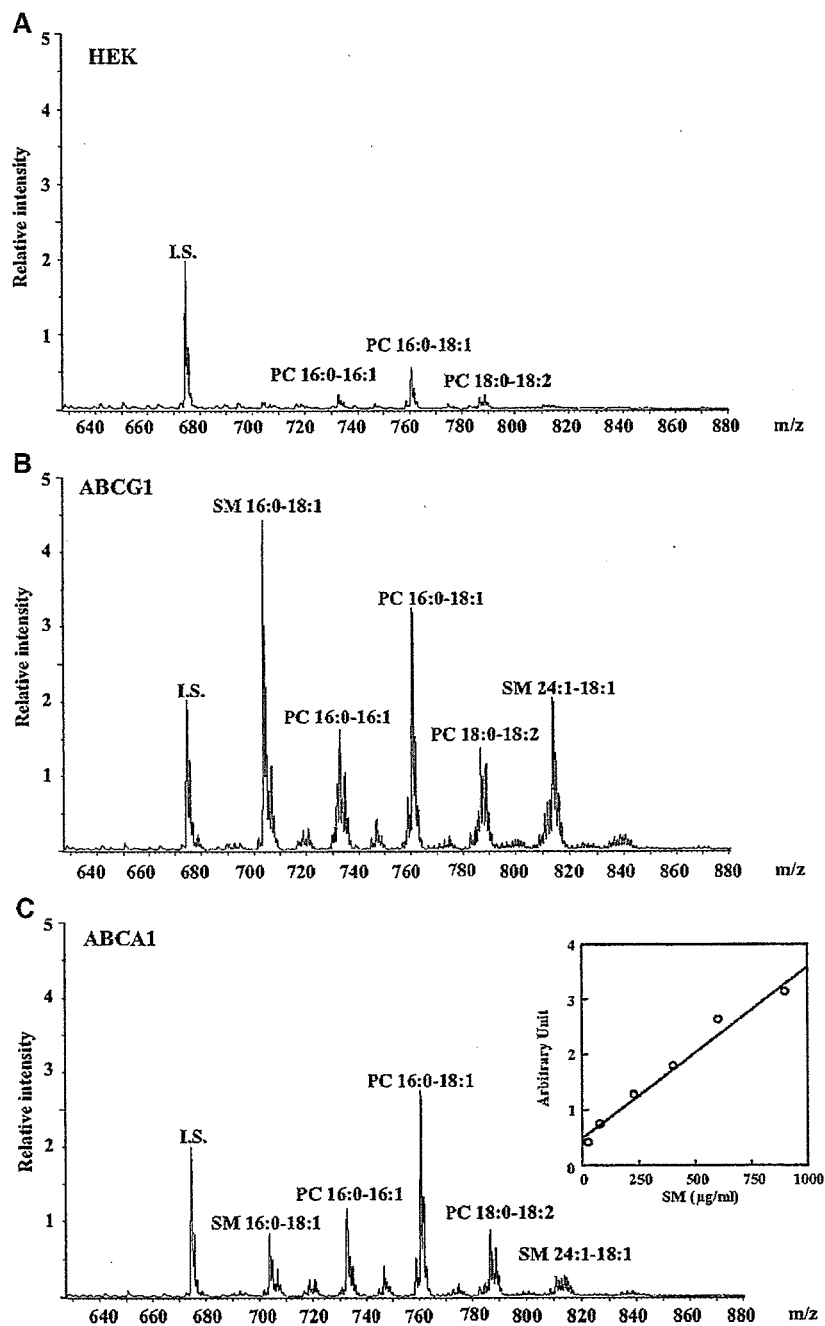 A
HEK
5
4
3
2
1
Relative intensity
I.S.
PC 16:0-16:1
PC 16:0-18:1
PC 18:0-18:2
640 660 680 700 720 740 760 780 800 820 840 860 880 m/z
B
ABCG1
5
4
3
2
1
Relative intensity
SM 16:0-18:1
I.S.
PC 16:0-16:1
PC 16:0-18:1
PC 18:0-18:2
SM 24:1-18:1
640 660 680 700 720 740 760 780 800 820 840 860 880 m/z
C
ABCA1
5
4
3
2
1
Relative intensity
I.S.
SM 16:0-18:1
PC 16:0-16:1
PC 16:0-18:1
PC 18:0-18:2
SM 24:1-18:1
640 660 680 700 720 740 760 780 800 820 840 860 880 m/z
4
3
2
1
0
Arbitrary Unit
0 250 500 750 1000
SM (µg/ml)